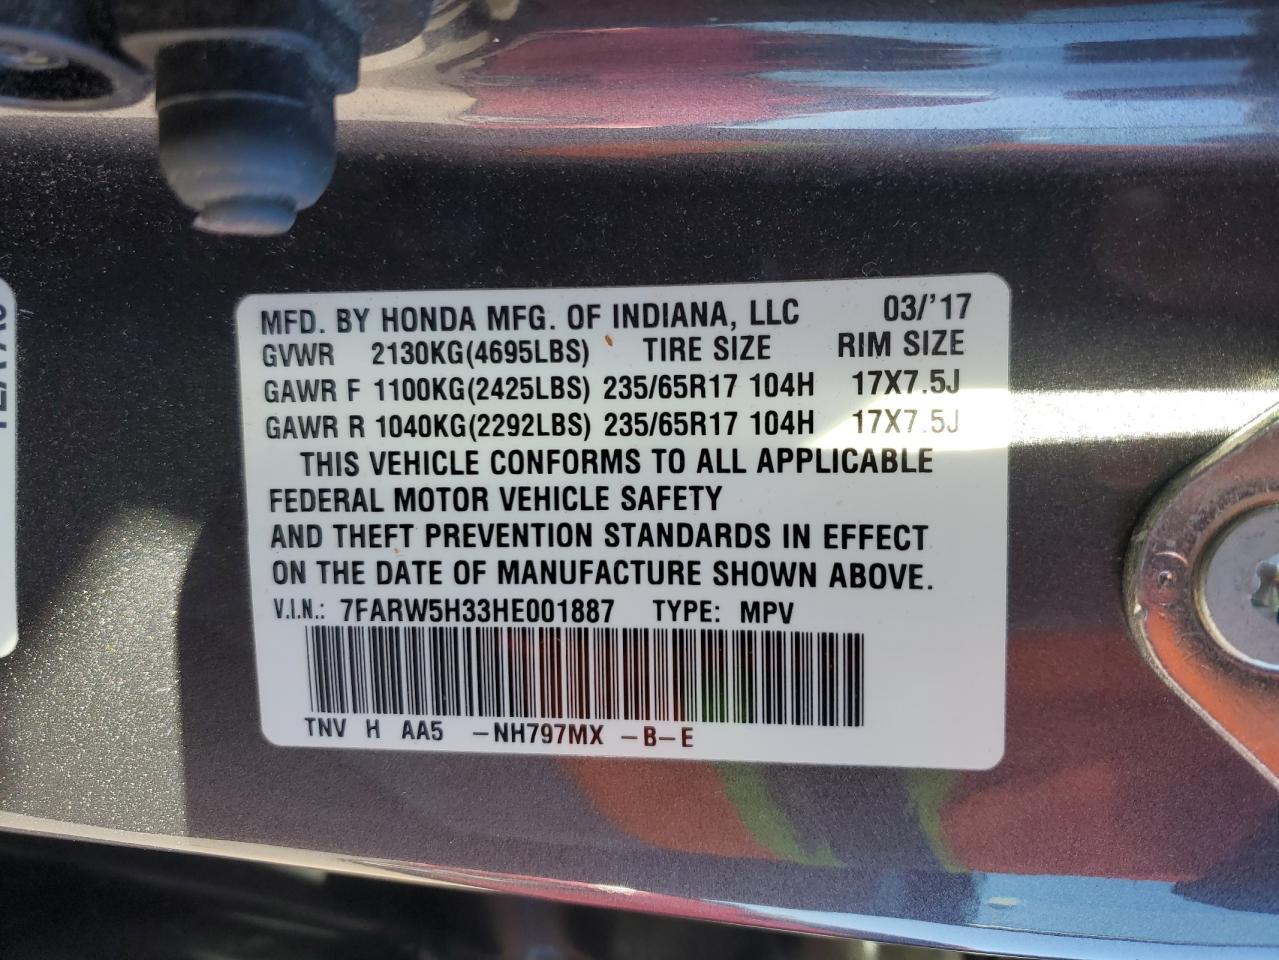 MFD. BY HONDA MFG. OF INDIANA, LLC 03/'17
GVWR 2130KG(4695LBS) TIRE SIZE RIM SIZE
GAWR F 1100KG(2425LBS) 235/65R17 104H 17X7.5J
GAWR R 1040KG(2292LBS) 235/65R17 104H 17X7.5J
THIS VEHICLE CONFORMS TO ALL APPLICABLE
FEDERAL MOTOR VEHICLE SAFETY
AND THEFT PREVENTION STANDARDS IN EFFECT
ON THE DATE OF MANUFACTURE SHOWN ABOVE.
V.I.N.: 7FARW5H33HE001887 TYPE: MPV
TNV H AA5 -NH797MX -B-E